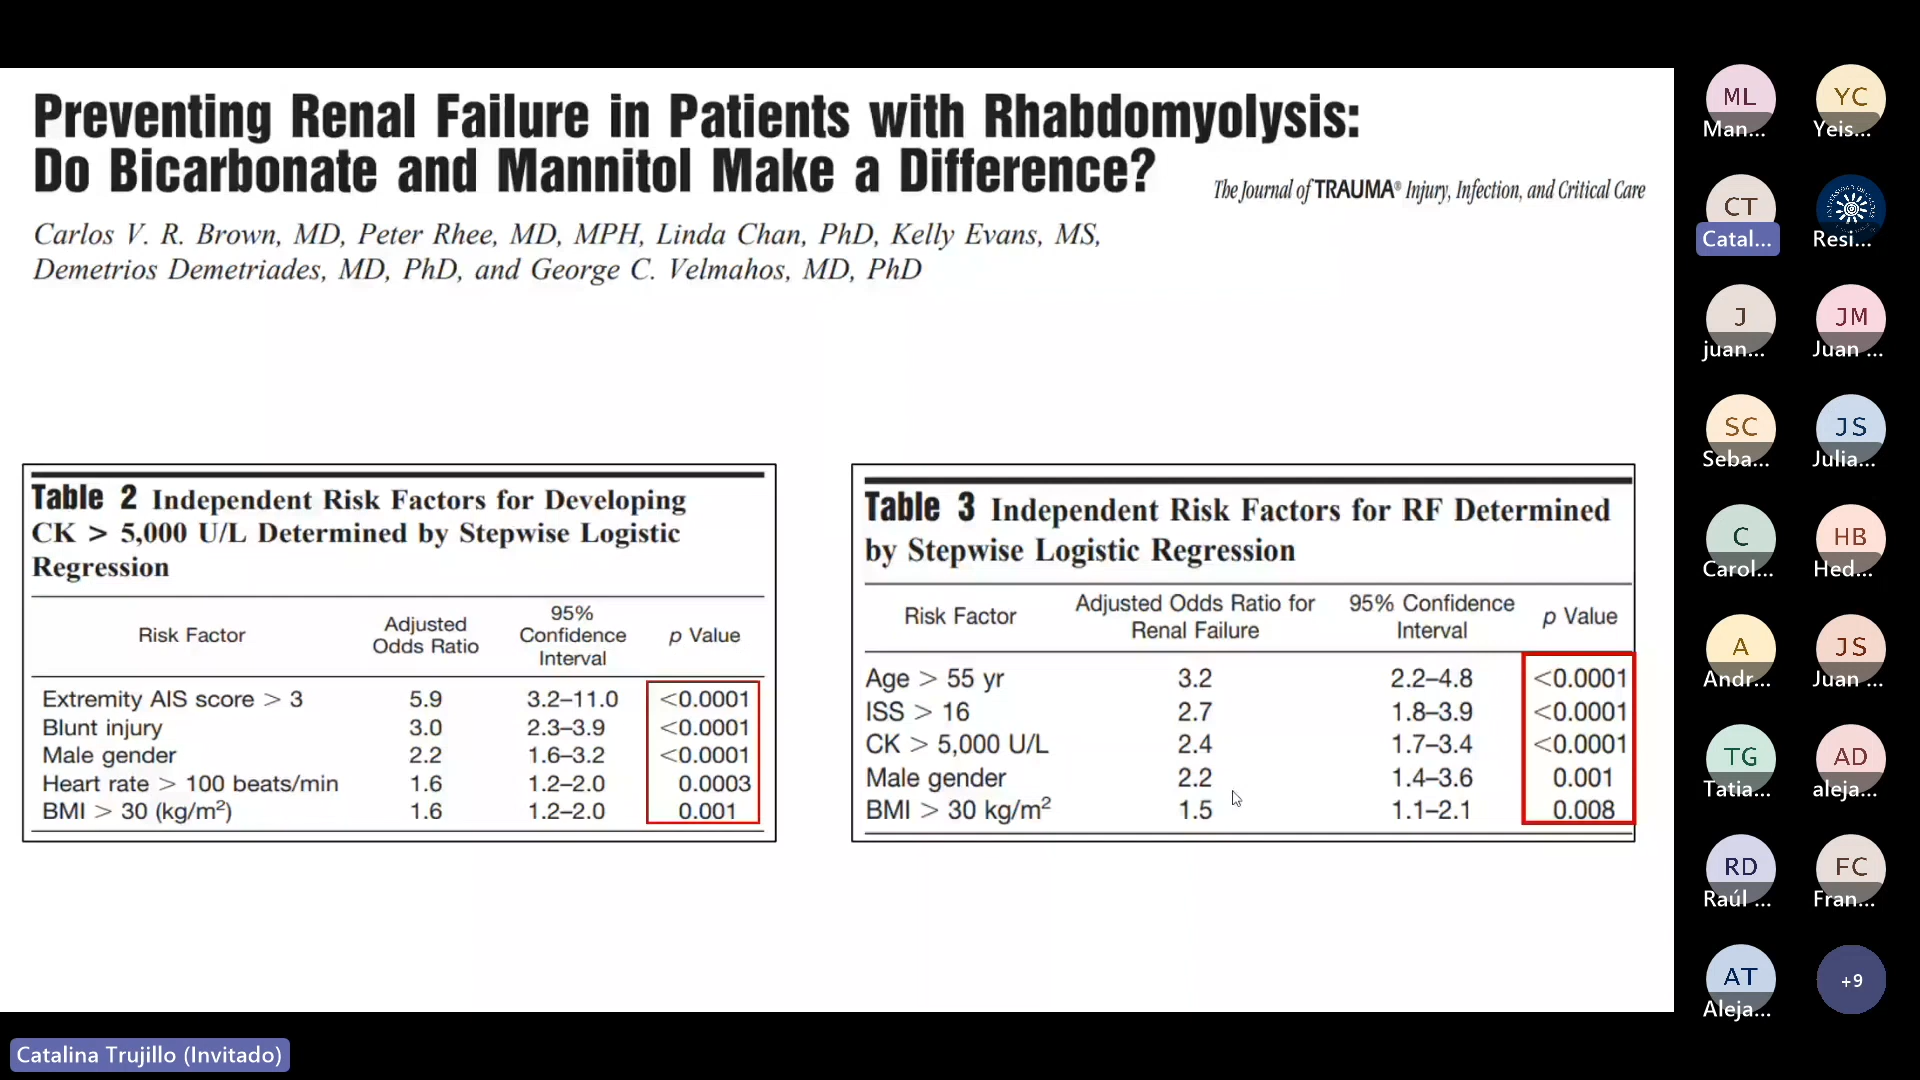 Preventing Renal Failure in Patients with Rhabdomyolysis:
Do Bicarbonate and Mannitol Make a Difference?
The Journal of TRAUMA® Injury, Infection, and Critical Care
Carlos V. R. Brown, MD, Peter Rhee, MD, MPH, Linda Chan, PhD, Kelly Evans, MS,
Demetrios Demetriades, MD, PhD, and George C. Velmahos, MD, PhD
Table 2 Independent Risk Factors for Developing
CK > 5,000 U/L Determined by Stepwise Logistic
Regression
Risk Factor
Adjusted
Odds Ratio
95%
Confidence
Interval
p Value
Extremity AIS score > 3 5.9 3.2–11.0 <0.0001
Blunt injury 3.0 2.3–3.9 <0.0001
Male gender 2.2 1.6–3.2 <0.0001
Heart rate > 100 beats/min 1.6 1.2–2.0 0.0003
BMI > 30 (kg/m²) 1.6 1.2–2.0 0.001
Table 3 Independent Risk Factors for RF Determined
by Stepwise Logistic Regression
Risk Factor
Adjusted Odds Ratio for
Renal Failure
95% Confidence
Interval
p Value
Age > 55 yr 3.2 2.2–4.8 <0.0001
ISS > 16 2.7 1.8–3.9 <0.0001
CK > 5,000 U/L 2.4 1.7–3.4 <0.0001
Male gender 2.2 1.4–3.6 0.001
BMI > 30 kg/m² 1.5 1.1–2.1 0.008
ML YC
Man... Yeis...
CT
Catal... Resi...
J JM
juan... Juan ...
SC JS
Seba... Julia...
C HB
Carol... Hed...
A JS
Andr... Juan ...
TG AD
Tatia... aleja...
RD FC
Raúl ... Fran...
AT +9
Aleja...
Catalina Trujillo (Invitado)